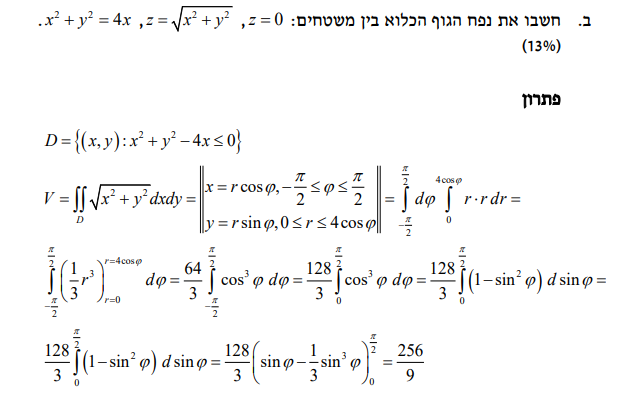 ב. חשבו את נפח הגוף הכלוא בין משטחים: z = 0 , z = √(x² + y²) , x² + y² = 4x .
(13%)
פתרון
D = {(x, y) : x² + y² − 4x ≤ 0}
V = ∬_D √(x² + y²) dxdy = ‖ x = r cos φ, −π/2 ≤ φ ≤ π/2 ; y = r sin φ, 0 ≤ r ≤ 4 cos φ ‖ = ∫_{−π/2}^{π/2} dφ ∫_0^{4cosφ} r · r dr =
∫_{−π/2}^{π/2} (1/3 r³)_{r=0}^{r=4cosφ} dφ = 64/3 ∫_{−π/2}^{π/2} cos³ φ dφ = 128/3 ∫_0^{π/2} cos³ φ dφ = 128/3 ∫_0^{π/2} (1 − sin² φ) d sin φ =
128/3 ∫_0^{π/2} (1 − sin² φ) d sin φ = 128/3 (sin φ − 1/3 sin³ φ)_0^{π/2} = 256/9